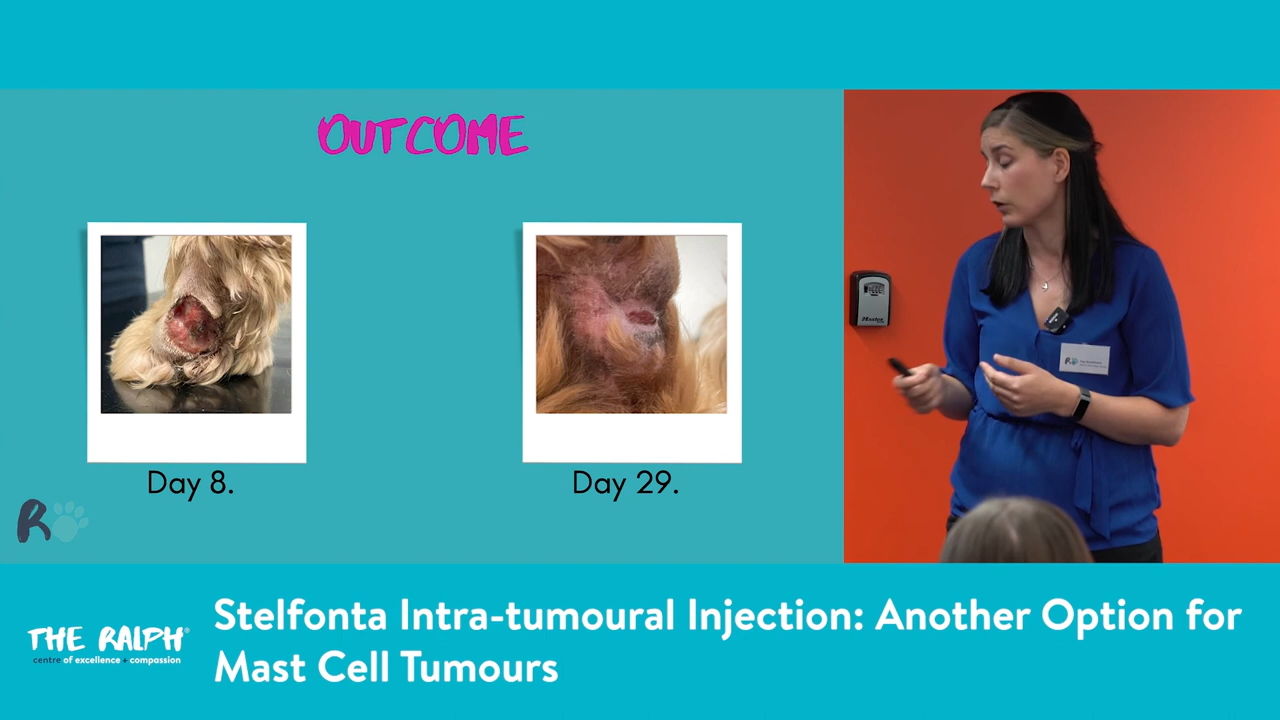 OUTCOME
Day 8.
Day 29.
R
THE RALPH®
centre of excellence + compassion
Stelfonta Intra-tumoural Injection: Another Option for
Mast Cell Tumours